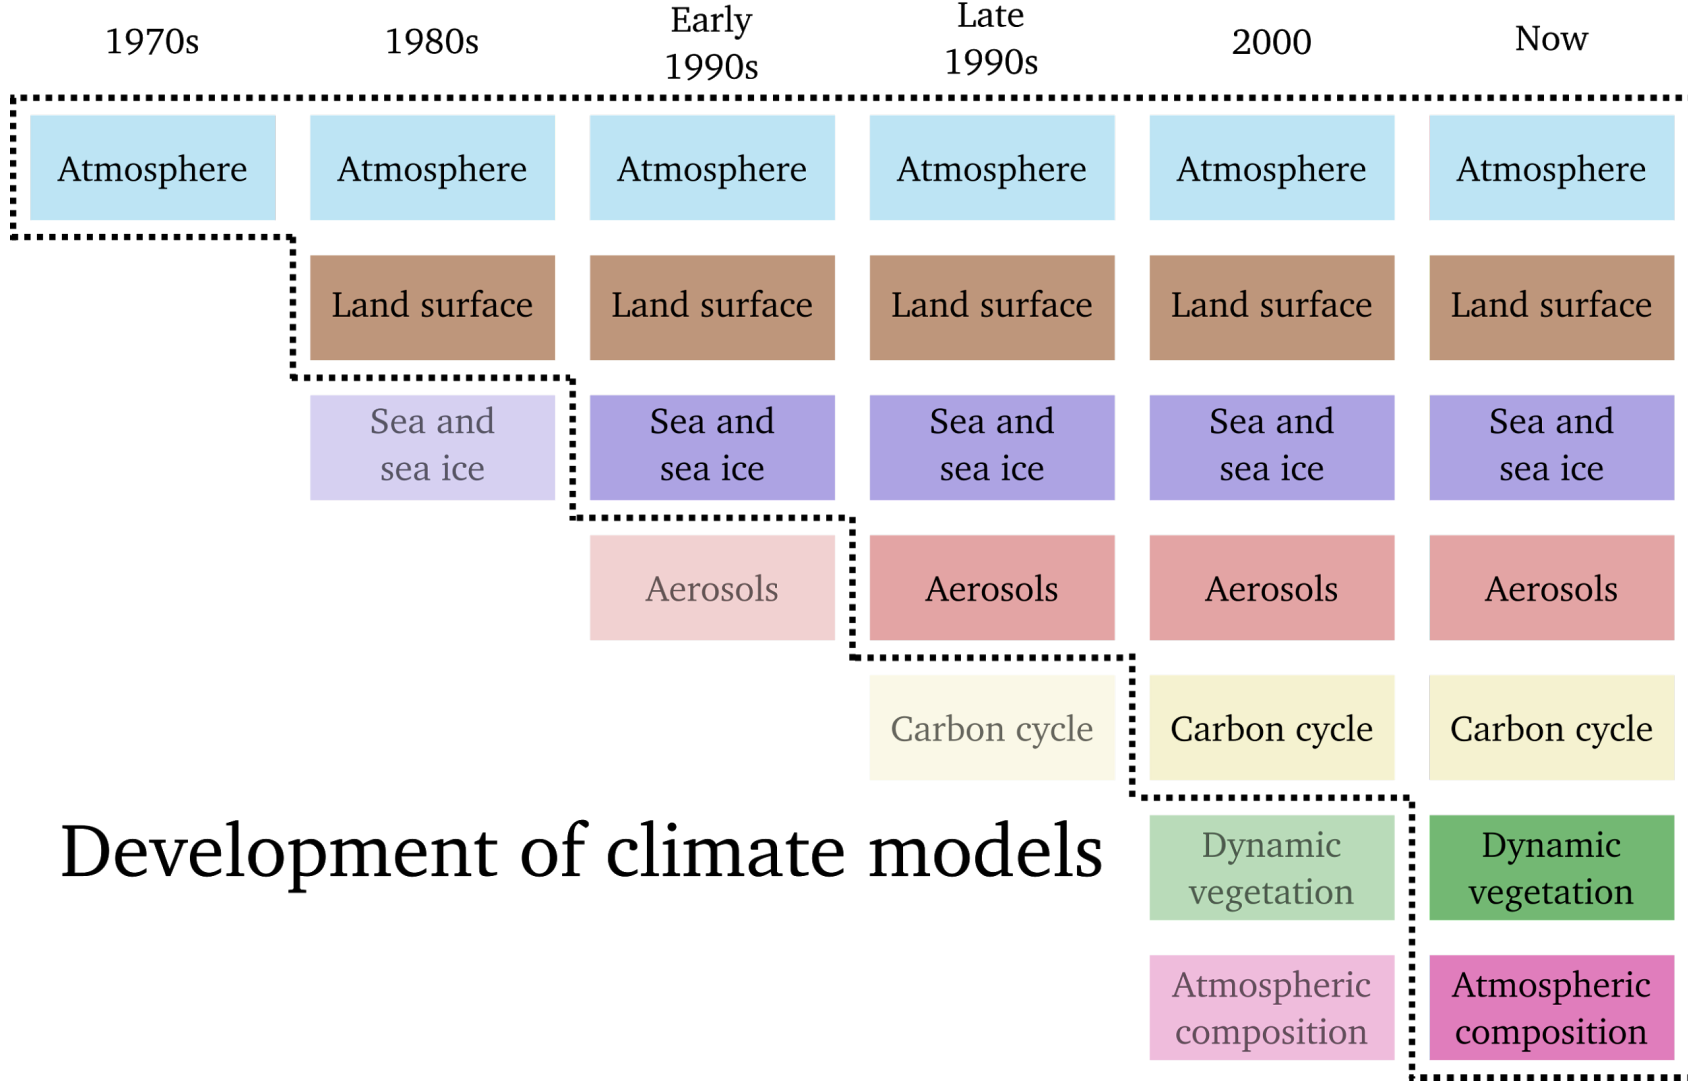 1970s
1980s
Early
1990s
Late
1990s
2000
Now
Atmosphere
Atmosphere
Atmosphere
Atmosphere
Atmosphere
Atmosphere
Land surface
Land surface
Land surface
Land surface
Land surface
Sea and
sea ice
Sea and
sea ice
Sea and
sea ice
Sea and
sea ice
Sea and
sea ice
Aerosols
Aerosols
Aerosols
Aerosols
Carbon cycle
Carbon cycle
Carbon cycle
Development of climate models
Dynamic
vegetation
Dynamic
vegetation
Atmospheric
composition
Atmospheric
composition